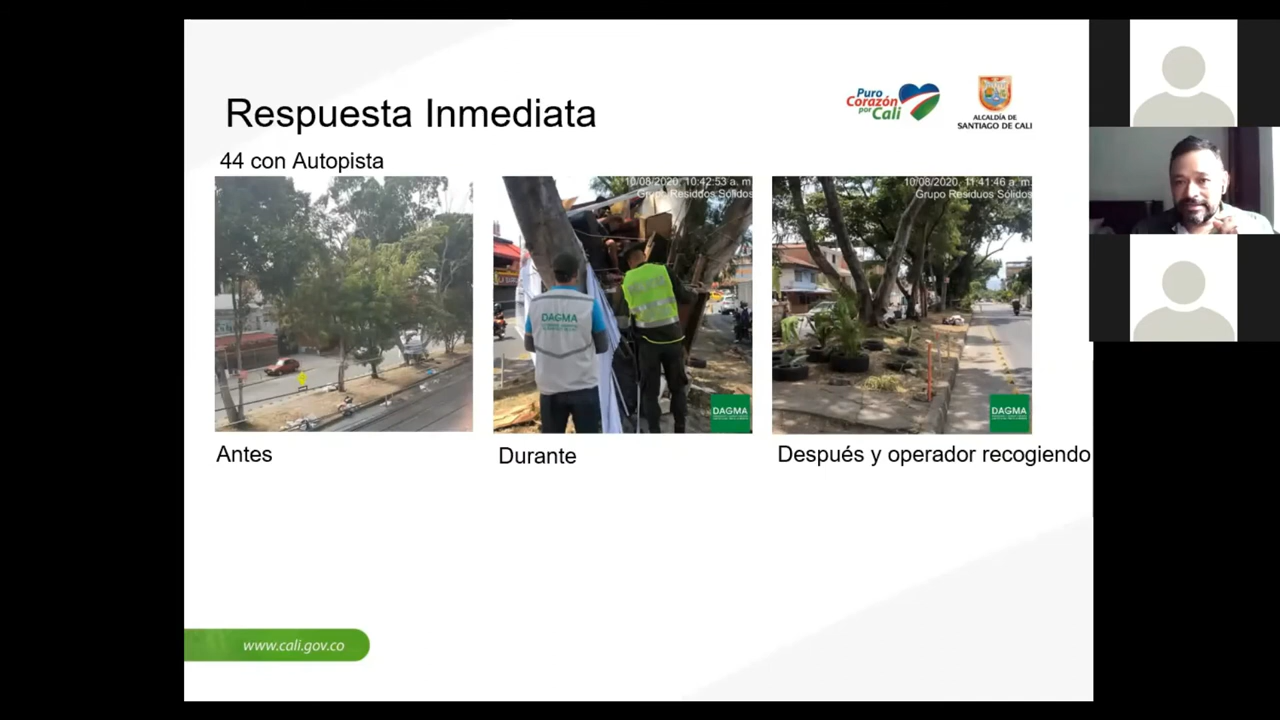 Respuesta Inmediata
Puro
Corazón
por Cali
ALCALDÍA DE
SANTIAGO DE CALI
44 con Autopista
10/08/2020, 10:42:53 a. m.
Grupo Residuos Sólidos
DAGMA
DAGMA
10/08/2020, 11:41:46 a. m.
Grupo Residuos Sólidos
DAGMA
Antes
Durante
Después y operador recogiendo
www.cali.gov.co